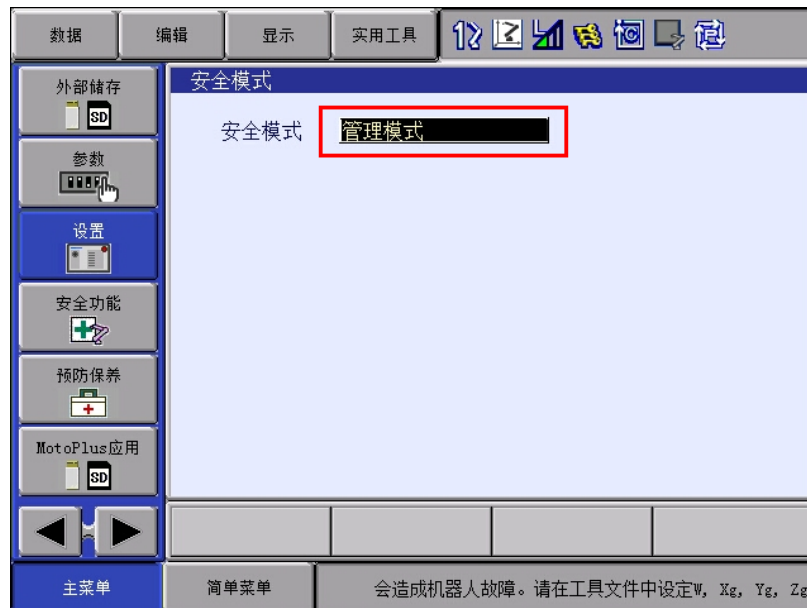 数据
编辑
显示
实用工具
外部储存
SD
参数
设置
安全功能
预防保养
MotoPlus应用
SD
安全模式
安全模式 管理模式
主菜单
简单菜单
会造成机器人故障。请在工具文件中设定W, Xg, Yg, Zg